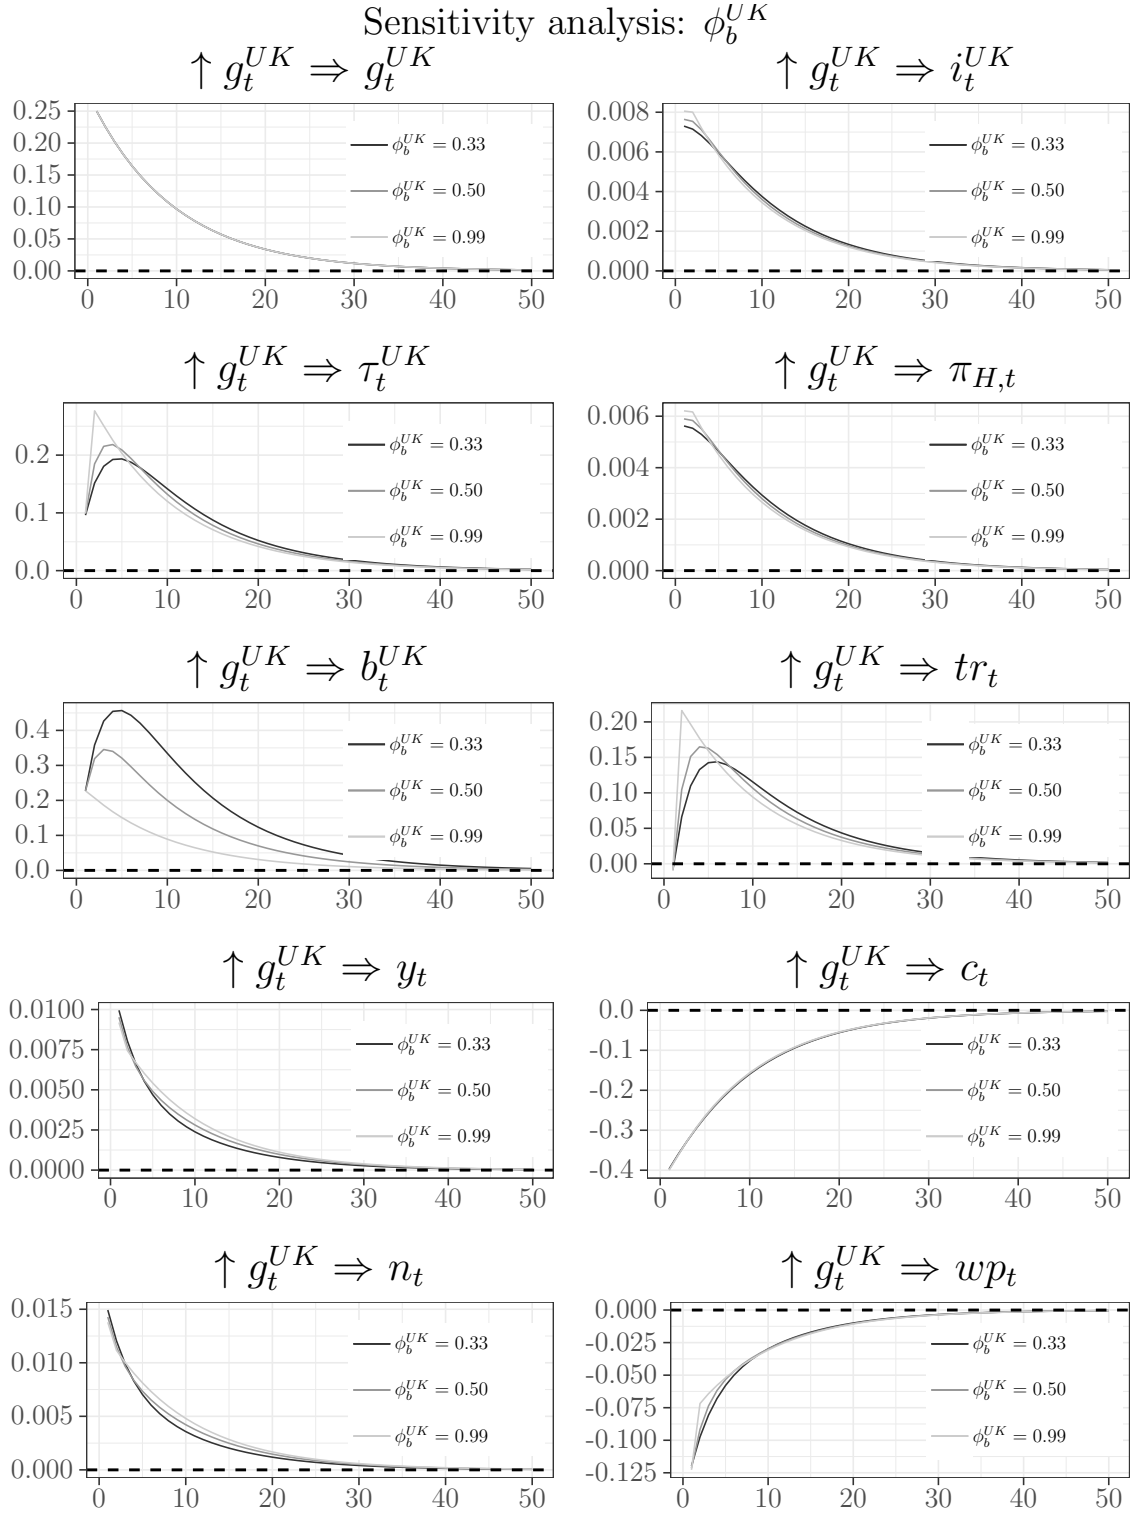 Sensitivity analysis: ϕ_b^{UK}
↑ g_t^{UK} ⇒ g_t^{UK}
0.25
0.20
0.15
0.10
0.05
0.00
ϕ_b^{UK} = 0.33
ϕ_b^{UK} = 0.50
ϕ_b^{UK} = 0.99
0 10 20 30 40 50
↑ g_t^{UK} ⇒ i_t^{UK}
0.008
0.006
0.004
0.002
0.000
ϕ_b^{UK} = 0.33
ϕ_b^{UK} = 0.50
ϕ_b^{UK} = 0.99
0 10 20 30 40 50
↑ g_t^{UK} ⇒ τ_t^{UK}
0.2
0.1
0.0
ϕ_b^{UK} = 0.33
ϕ_b^{UK} = 0.50
ϕ_b^{UK} = 0.99
0 10 20 30 40 50
↑ g_t^{UK} ⇒ π_{H,t}
0.006
0.004
0.002
0.000
ϕ_b^{UK} = 0.33
ϕ_b^{UK} = 0.50
ϕ_b^{UK} = 0.99
0 10 20 30 40 50
↑ g_t^{UK} ⇒ b_t^{UK}
0.4
0.3
0.2
0.1
0.0
ϕ_b^{UK} = 0.33
ϕ_b^{UK} = 0.50
ϕ_b^{UK} = 0.99
0 10 20 30 40 50
↑ g_t^{UK} ⇒ tr_t
0.20
0.15
0.10
0.05
0.00
ϕ_b^{UK} = 0.33
ϕ_b^{UK} = 0.50
ϕ_b^{UK} = 0.99
0 10 20 30 40 50
↑ g_t^{UK} ⇒ y_t
0.0100
0.0075
0.0050
0.0025
0.0000
ϕ_b^{UK} = 0.33
ϕ_b^{UK} = 0.50
ϕ_b^{UK} = 0.99
0 10 20 30 40 50
↑ g_t^{UK} ⇒ c_t
0.0
-0.1
-0.2
-0.3
-0.4
ϕ_b^{UK} = 0.33
ϕ_b^{UK} = 0.50
ϕ_b^{UK} = 0.99
0 10 20 30 40 50
↑ g_t^{UK} ⇒ n_t
0.015
0.010
0.005
0.000
ϕ_b^{UK} = 0.33
ϕ_b^{UK} = 0.50
ϕ_b^{UK} = 0.99
0 10 20 30 40 50
↑ g_t^{UK} ⇒ wp_t
0.000
-0.025
-0.050
-0.075
-0.100
-0.125
ϕ_b^{UK} = 0.33
ϕ_b^{UK} = 0.50
ϕ_b^{UK} = 0.99
0 10 20 30 40 50